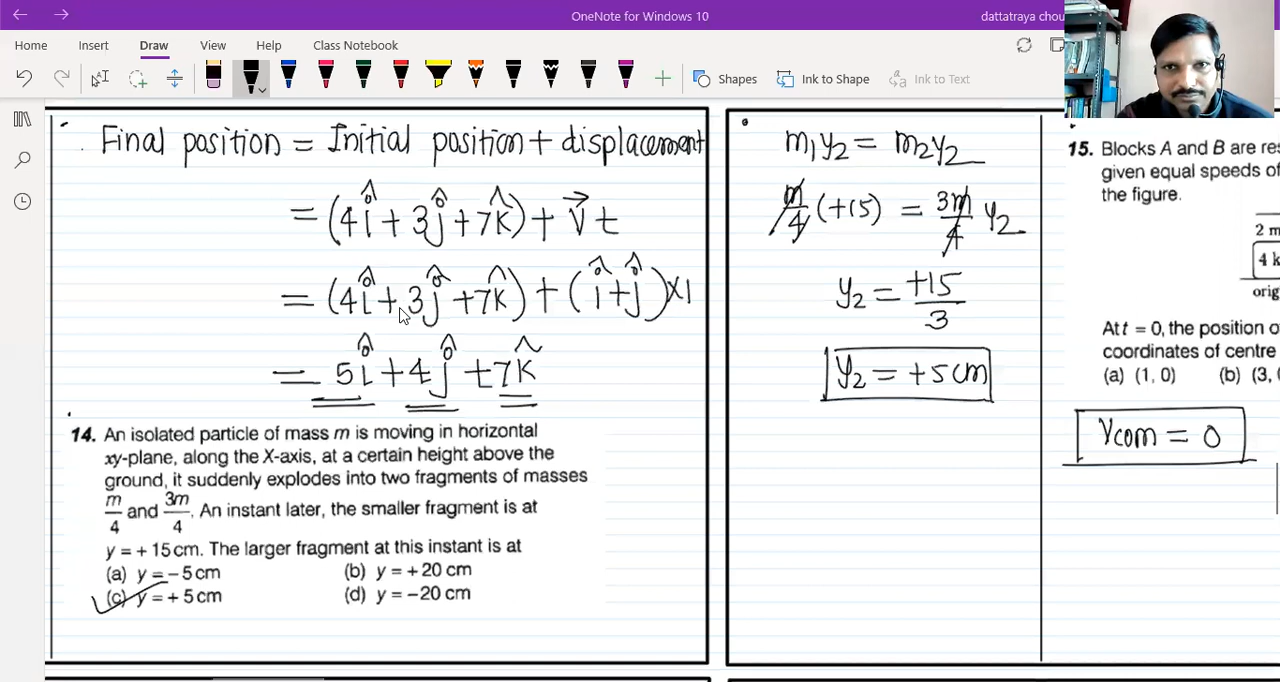 OneNote for Windows 10
dattatraya chou
Home Insert Draw View Help Class Notebook
Shapes Ink to Shape Ink to Text
Final position = Initial position + displacement
= (4î + 3ĵ + 7k̂) + v⃗ t
= (4î + 3ĵ + 7k̂) + (î + ĵ) × 1
= 5î + 4ĵ + 7k̂
14. An isolated particle of mass m is moving in horizontal
xy-plane, along the X-axis, at a certain height above the
ground, it suddenly explodes into two fragments of masses
m/4 and 3m/4. An instant later, the smaller fragment is at
y = + 15 cm. The larger fragment at this instant is at
(a) y = – 5 cm (b) y = + 20 cm
(c) y = + 5 cm (d) y = –20 cm
m₁y₂ = m₂y₂
m/4 (+15) = 3m/4 y₂
y₂ = +15/3
y₂ = +5 cm
15. Blocks A and B are res
given equal speeds of
the figure.
2 m
4 k
orig
At t = 0, the position o
coordinates of centre
(a) (1, 0) (b) (3,
Vcom = 0